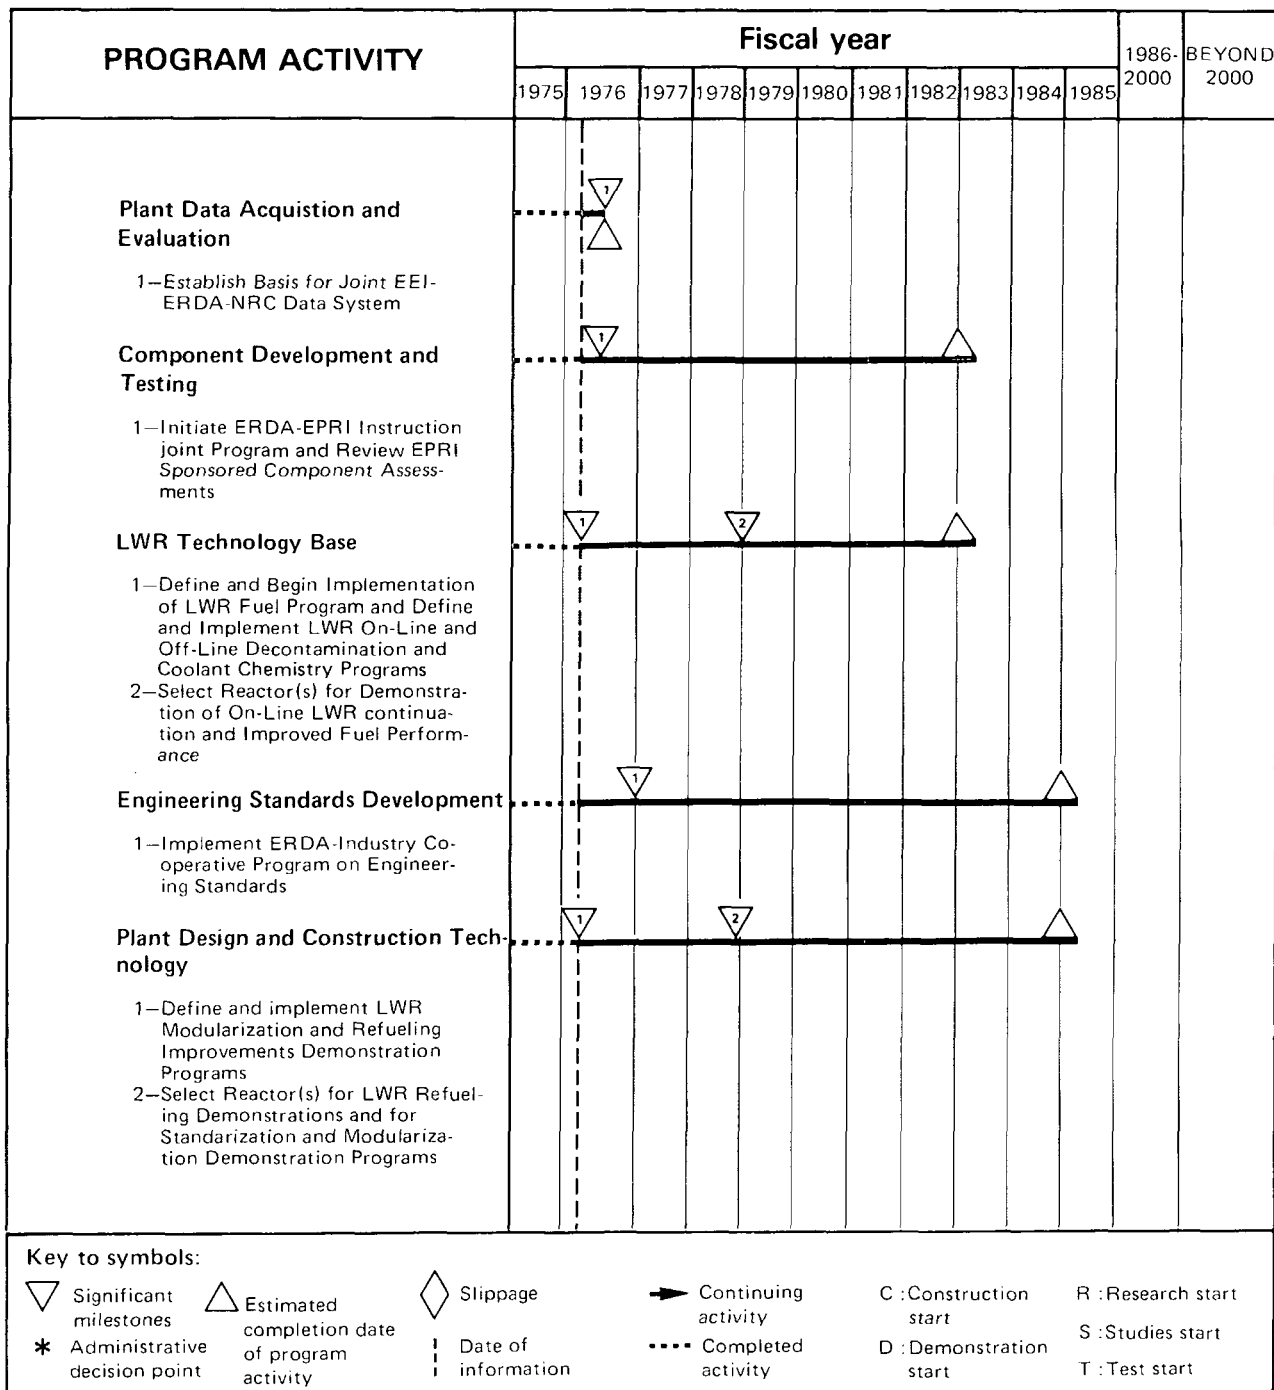 PROGRAM ACTIVITY
Fiscal year
1975 1976 1977 1978 1979 1980 1981 1982 1983 1984 1985
1986-
2000
BEYOND
2000
1
Plant Data Acquistion and
Evaluation
1—Establish Basis for Joint EEI-
ERDA-NRC Data System
1
Component Development and
Testing
1—Initiate ERDA-EPRI Instruction
joint Program and Review EPRI
Sponsored Component Assess-
ments
1 2
LWR Technology Base
1—Define and Begin Implementation
of LWR Fuel Program and Define
and Implement LWR On-Line and
Off-Line Decontamination and
Coolant Chemistry Programs
2—Select Reactor(s) for Demonstra-
tion of On-Line LWR continua-
tion and Improved Fuel Perform-
ance
1
Engineering Standards Development
1—Implement ERDA-Industry Co-
operative Program on Engineer-
ing Standards
1 2
Plant Design and Construction Tech-
nology
1—Define and implement LWR
Modularization and Refueling
Improvements Demonstration
Programs
2—Select Reactor(s) for LWR Refuel-
ing Demonstrations and for
Standarization and Modulariza-
tion Demonstration Programs
Key to symbols:
Significant
milestones
* Administrative
decision point
Estimated
completion date
of program
activity
Slippage
Date of
information
Continuing
activity
Completed
activity
C :Construction
start
D :Demonstration
start
R :Research start
S :Studies start
T :Test start